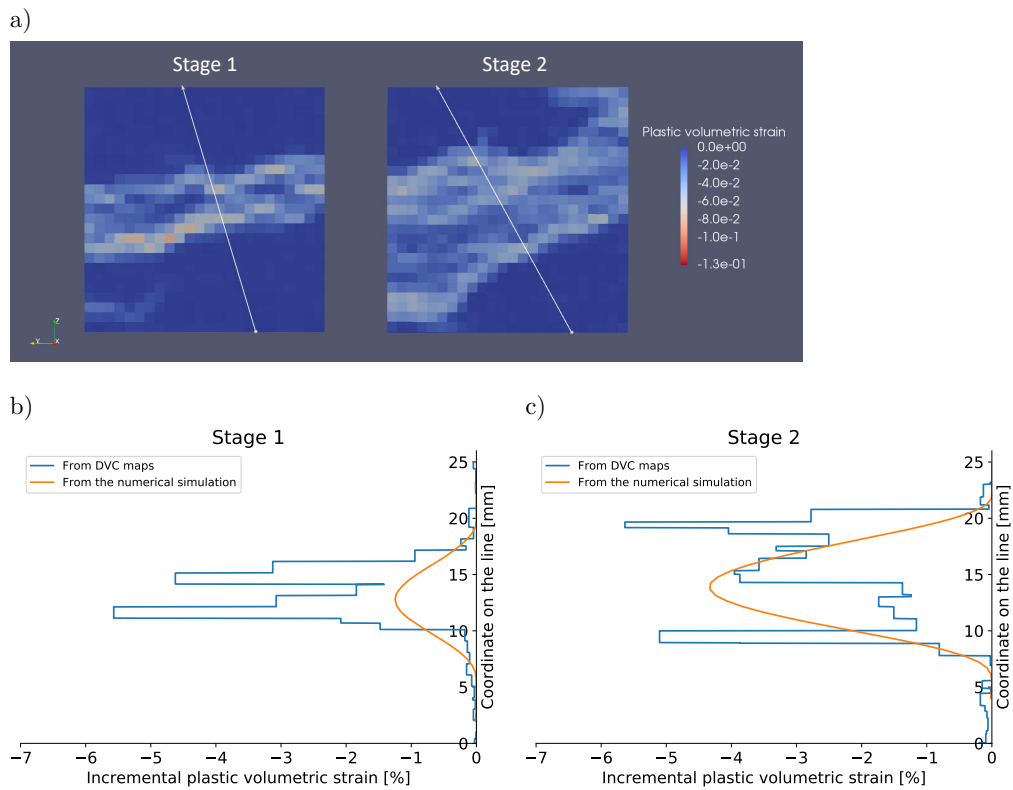 a)
Stage 1
Stage 2
Plastic volumetric strain
0.0e+00
-2.0e-2
-4.0e-2
-6.0e-2
-8.0e-2
-1.0e-1
-1.3e-01
Z
Y
X
b)
Stage 1
From DVC maps
From the numerical simulation
25
20
15
10
5
0
Coordinate on the line [mm]
−7 −6 −5 −4 −3 −2 −1 0
Incremental plastic volumetric strain [%]
c)
Stage 2
From DVC maps
From the numerical simulation
25
20
15
10
5
0
Coordinate on the line [mm]
−7 −6 −5 −4 −3 −2 −1 0
Incremental plastic volumetric strain [%]